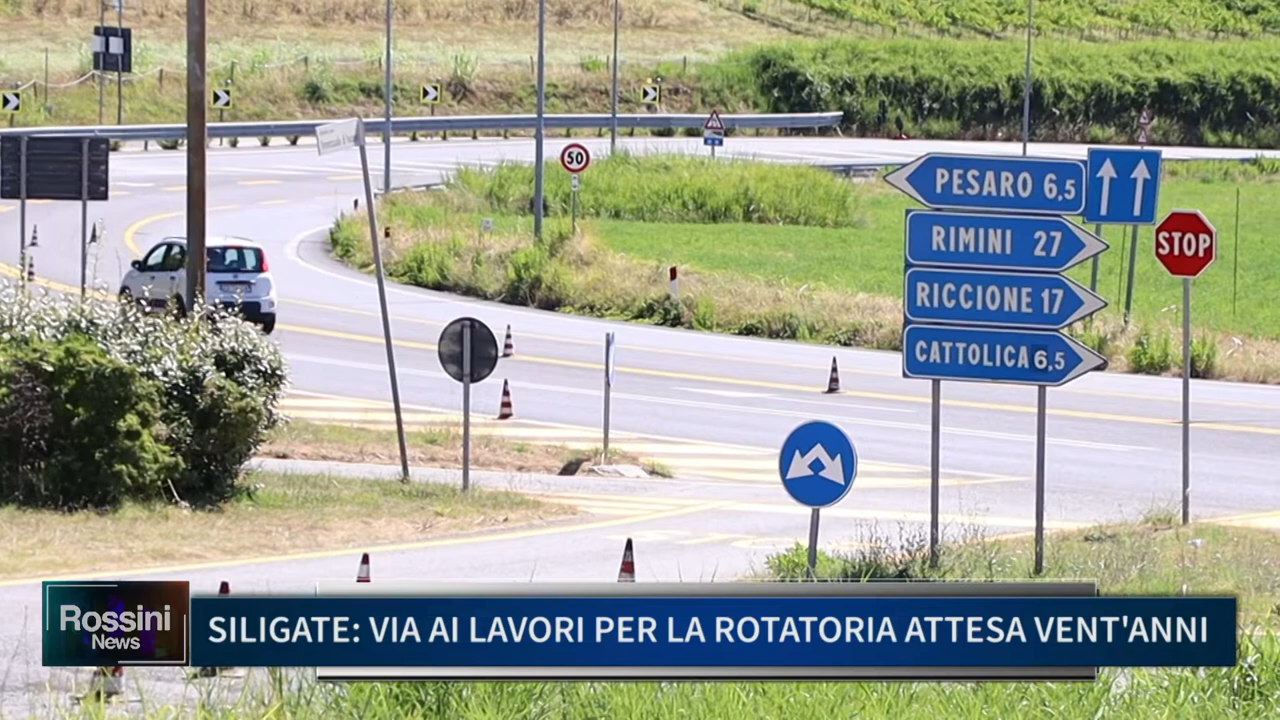 50
PESARO 6,5
RIMINI 27
RICCIONE 17
CATTOLICA 6,5
STOP
Rossini
News
SILIGATE: VIA AI LAVORI PER LA ROTATORIA ATTESA VENT'ANNI